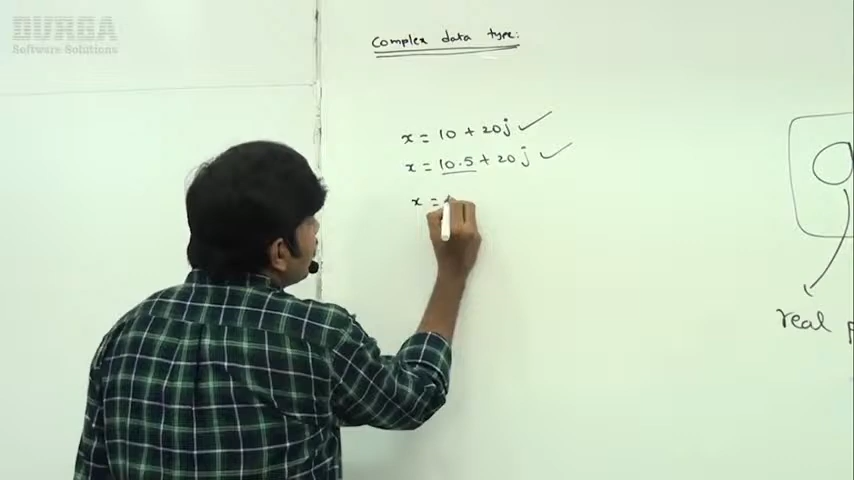 DURGA
Software Solutions
Complex data type:
x = 10 + 20j ✓
x = 10.5 + 20j ✓
x =
real